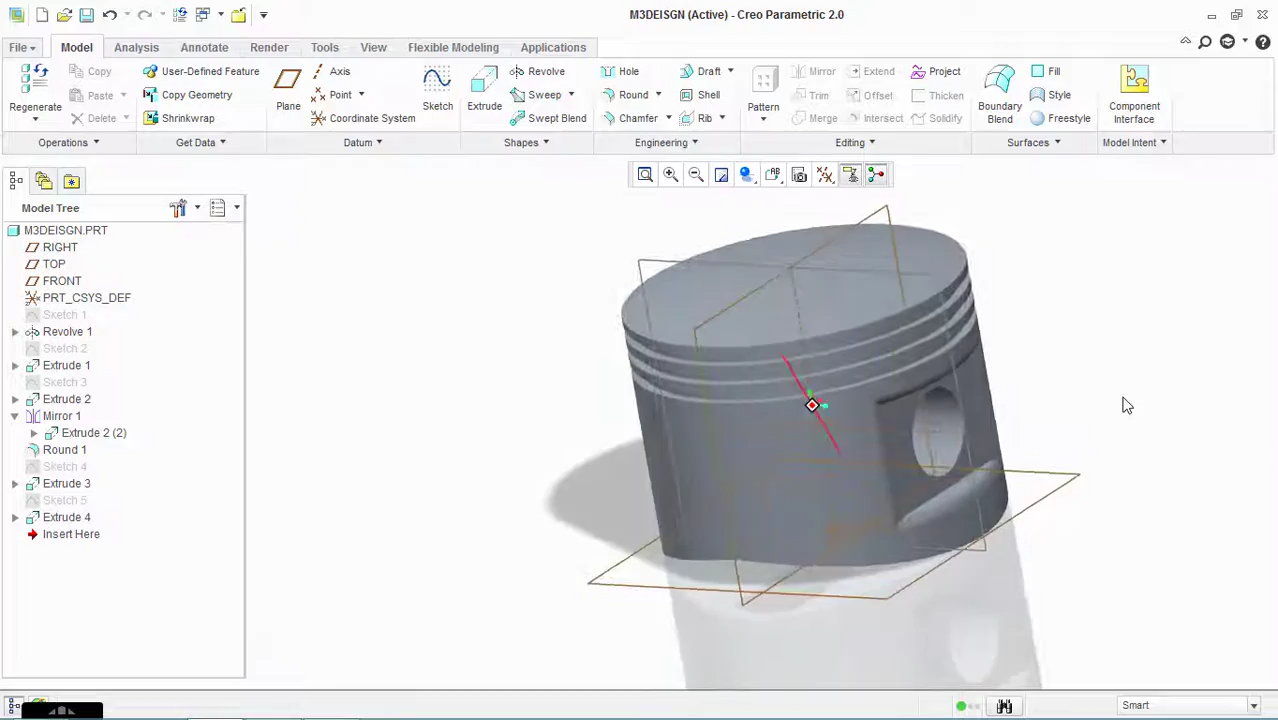 M3DEISGN (Active) - Creo Parametric 2.0
File Model Analysis Annotate Render Tools View Flexible Modeling Applications
Regenerate
Copy
Paste
Delete
Operations
User-Defined Feature
Copy Geometry
Shrinkwrap
Get Data
Plane
Axis
Point
Coordinate System
Datum
Sketch
Extrude
Revolve
Sweep
Swept Blend
Shapes
Hole
Round
Chamfer
Draft
Shell
Rib
Engineering
Pattern
Mirror
Trim
Merge
Extend
Offset
Intersect
Project
Thicken
Solidify
Editing
Boundary
Blend
Fill
Style
Freestyle
Surfaces
Component
Interface
Model Intent
Model Tree
M3DEISGN.PRT
RIGHT
TOP
FRONT
PRT_CSYS_DEF
Sketch 1
Revolve 1
Sketch 2
Extrude 1
Sketch 3
Extrude 2
Mirror 1
Extrude 2 (2)
Round 1
Sketch 4
Extrude 3
Sketch 5
Extrude 4
Insert Here
Smart